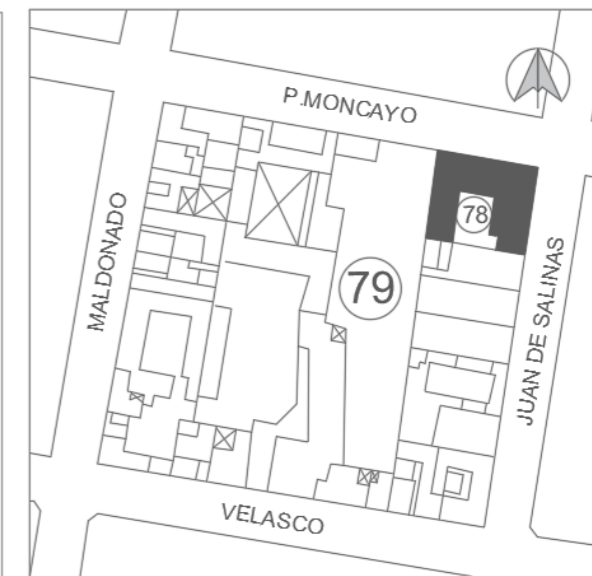 P.MONCAYO
78
MALDONADO
79
JUAN DE SALINAS
VELASCO